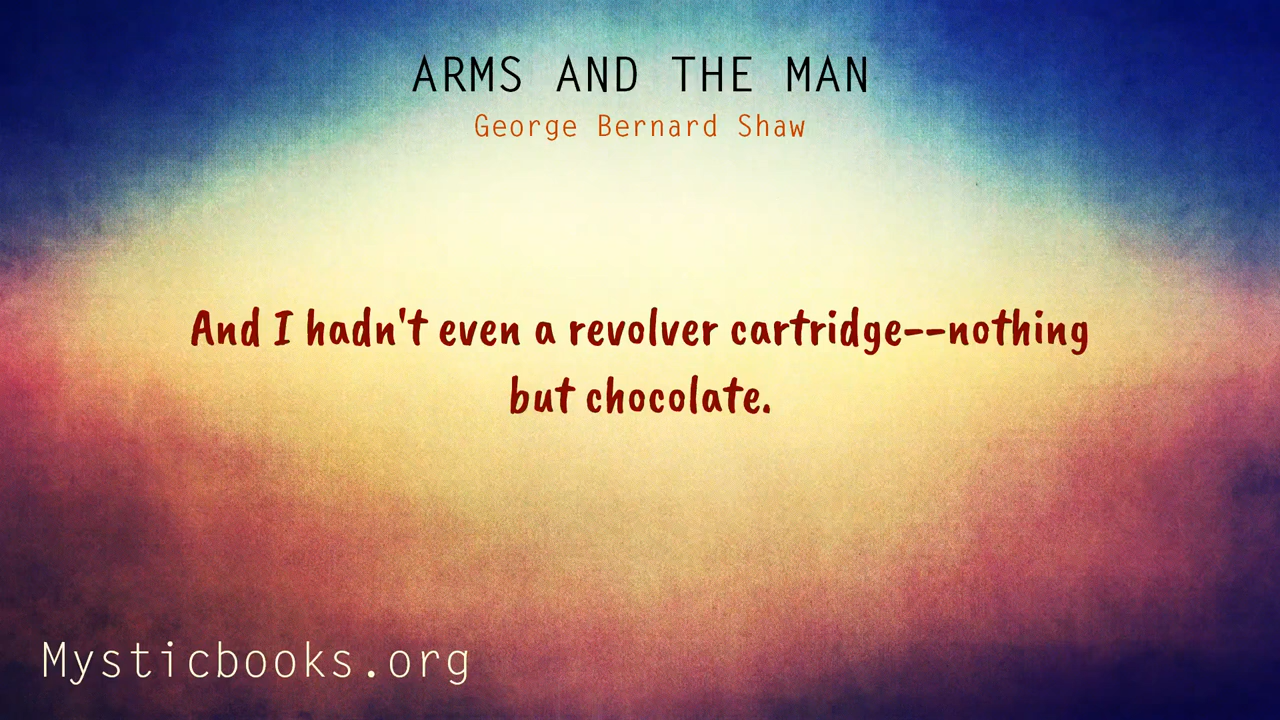 ARMS AND THE MAN
George Bernard Shaw
And I hadn't even a revolver cartridge--nothing
but chocolate.
Mysticbooks.org